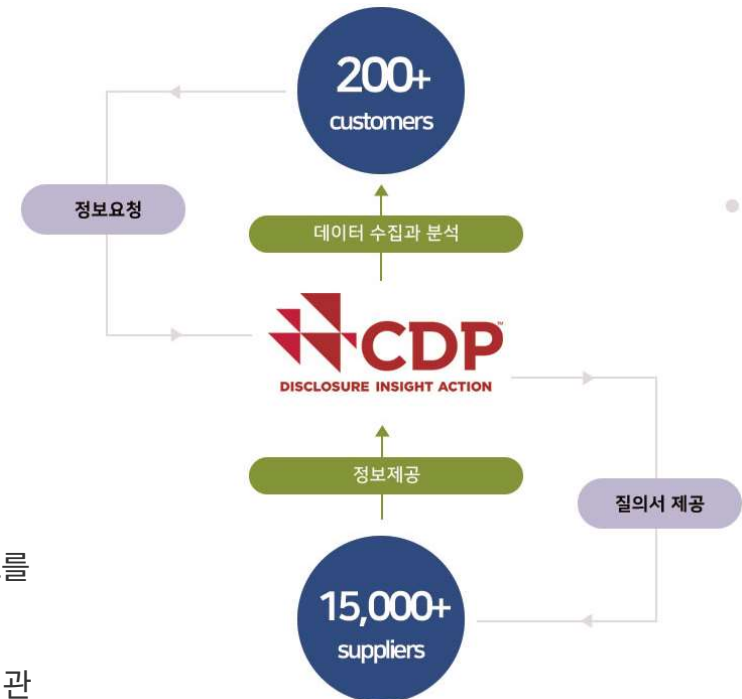 200+
customers
정보요청
데이터 수집과 분석
CDP™
DISCLOSURE INSIGHT ACTION
정보제공
질의서 제공
를
15,000+
suppliers
관